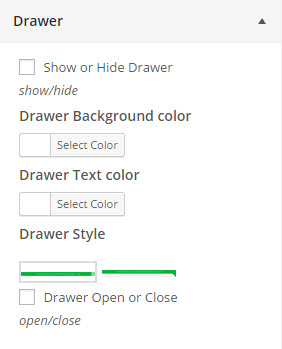 Drawer
Show or Hide Drawer
show/hide
Drawer Background color
Select Color
Drawer Text color
Select Color
Drawer Style
Drawer Open or Close
open/close